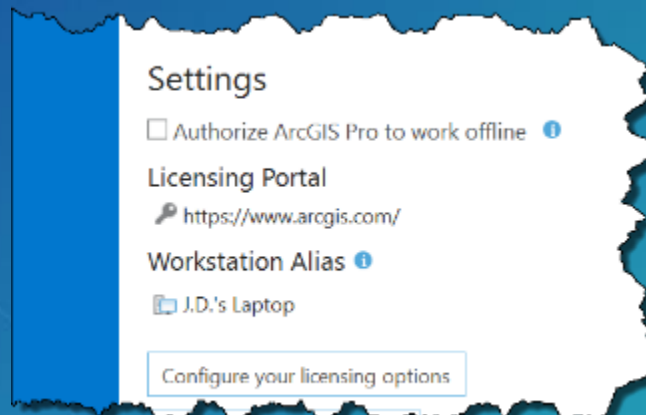 Settings
Authorize ArcGIS Pro to work offline
Licensing Portal
https://www.arcgis.com/
Workstation Alias
J.D.'s Laptop
Configure your licensing options